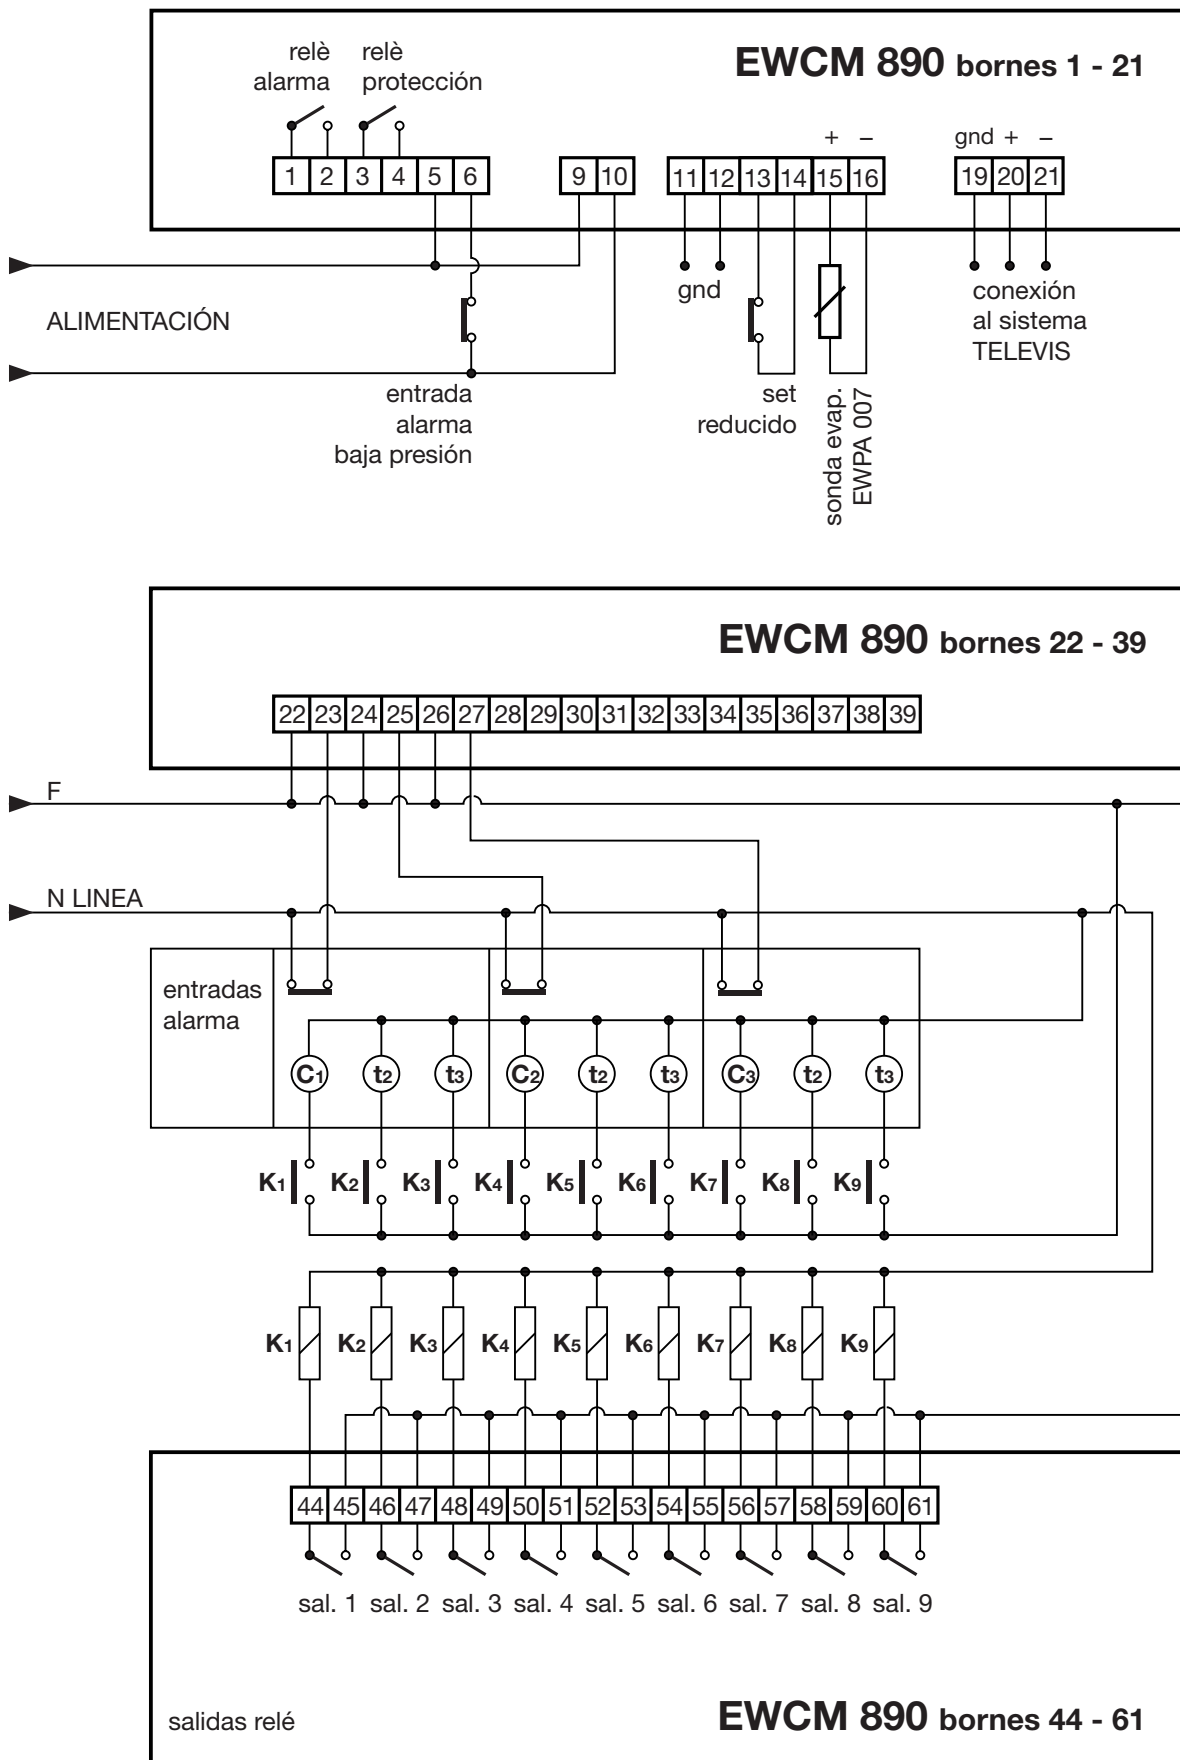 EWCM 890 bornes 1 - 21
relè relè
alarma protección
+ – gnd + –
1 2 3 4 5 6 9 10 11 12 13 14 15 16 19 20 21
gnd
conexión
al sistema
TELEVIS
ALIMENTACIÓN
entrada
alarma
baja presión
set
reducido
sonda evap.
EWPA 007
EWCM 890 bornes 22 - 39
22 23 24 25 26 27 28 29 30 31 32 33 34 35 36 37 38 39
F
N LINEA
entradas
alarma
C1 t2 t3 C2 t2 t3 C3 t2 t3
K1 K2 K3 K4 K5 K6 K7 K8 K9
K1 K2 K3 K4 K5 K6 K7 K8 K9
44 45 46 47 48 49 50 51 52 53 54 55 56 57 58 59 60 61
sal. 1 sal. 2 sal. 3 sal. 4 sal. 5 sal. 6 sal. 7 sal. 8 sal. 9
salidas relé
EWCM 890 bornes 44 - 61